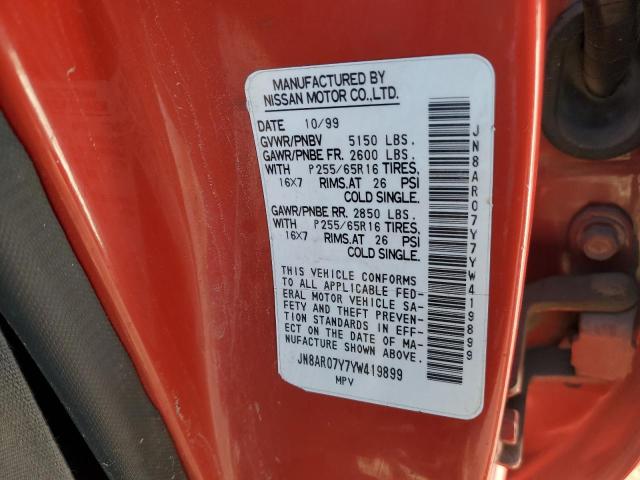 MANUFACTURED BY
NISSAN MOTOR CO.,LTD.
DATE 10/99
GVWR/PNBV 5150 LBS.
GAWR/PNBE FR. 2600 LBS.
WITH P255/65R16 TIRES,
16X7 RIMS.AT 26 PSI
COLD SINGLE.
GAWR/PNBE RR. 2850 LBS.
WITH P255/65R16 TIRES,
16X7 RIMS.AT 26 PSI
COLD SINGLE.
THIS VEHICLE CONFORMS
TO ALL APPLICABLE FED-
ERAL MOTOR VEHICLE SA-
FETY AND THEFT PREVEN-
TION STANDARDS IN EFF-
ECT ON THE DATE OF MA-
NUFACTURE SHOWN ABOVE.
JN8AR07Y7YW419899
MPV
JN8AR07Y7YW419899